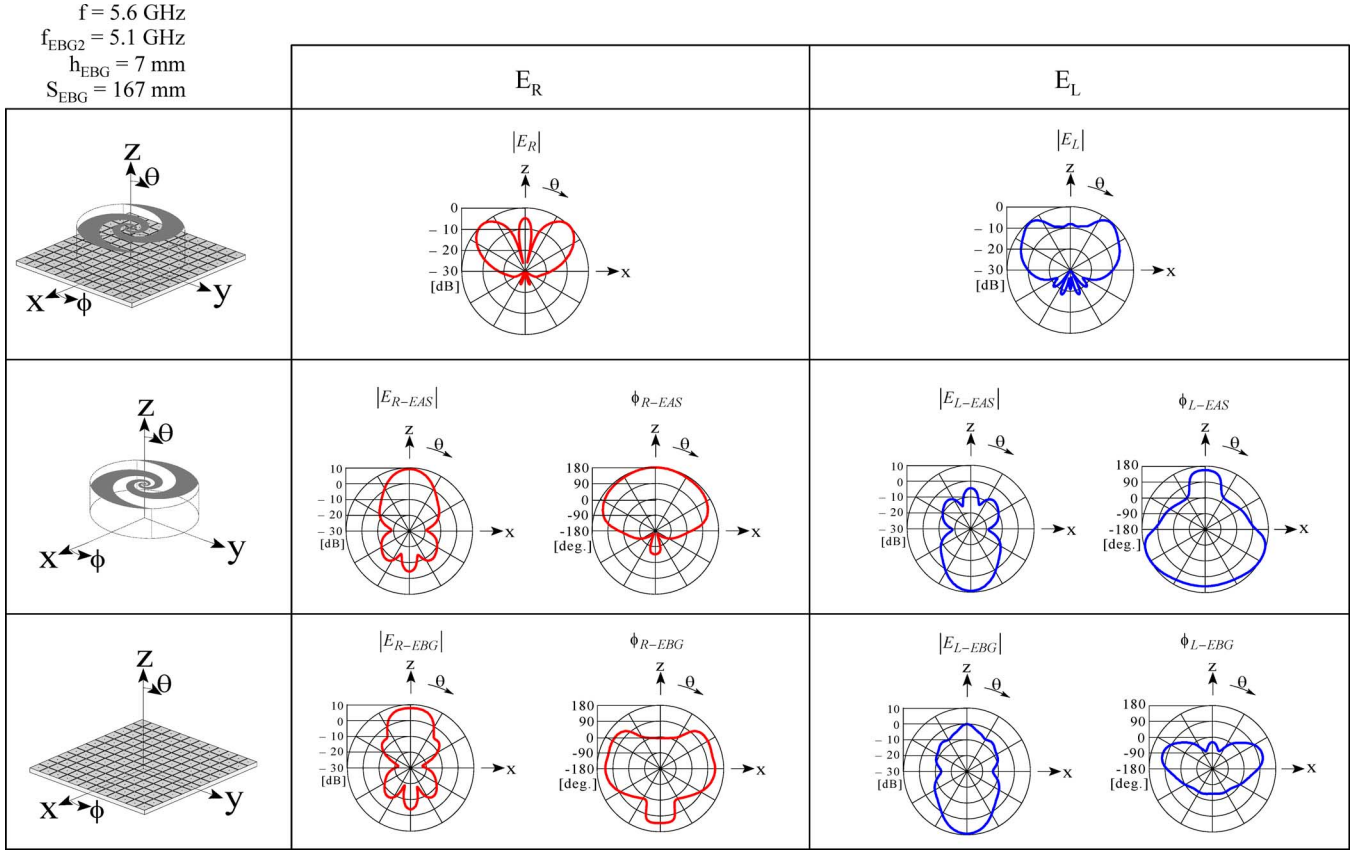 f = 5.6 GHz
f_EBG2 = 5.1 GHz
h_EBG = 7 mm
S_EBG = 167 mm
E_R
E_L
z
θ
x
ϕ
y
|E_R|
z
θ
0
– 10
– 20
– 30
[dB]
x
|E_L|
z
θ
0
– 10
– 20
– 30
[dB]
x
z
θ
x
ϕ
y
|E_R–EAS|
z
θ
10
0
– 10
– 20
– 30
[dB]
ϕ_R–EAS
z
θ
180
90
0
-90
-180
[deg.]
x
|E_L–EAS|
z
θ
10
0
– 10
– 20
– 30
[dB]
ϕ_L–EAS
z
θ
180
90
0
-90
-180
[deg.]
x
z
θ
x
ϕ
y
|E_R–EBG|
z
θ
10
0
– 10
– 20
– 30
[dB]
x
ϕ_R–EBG
z
θ
180
90
0
-90
-180
[deg.]
x
|E_L–EBG|
z
θ
10
0
– 10
– 20
– 30
[dB]
x
ϕ_L–EBG
z
θ
180
90
0
-90
-180
[deg.]
x